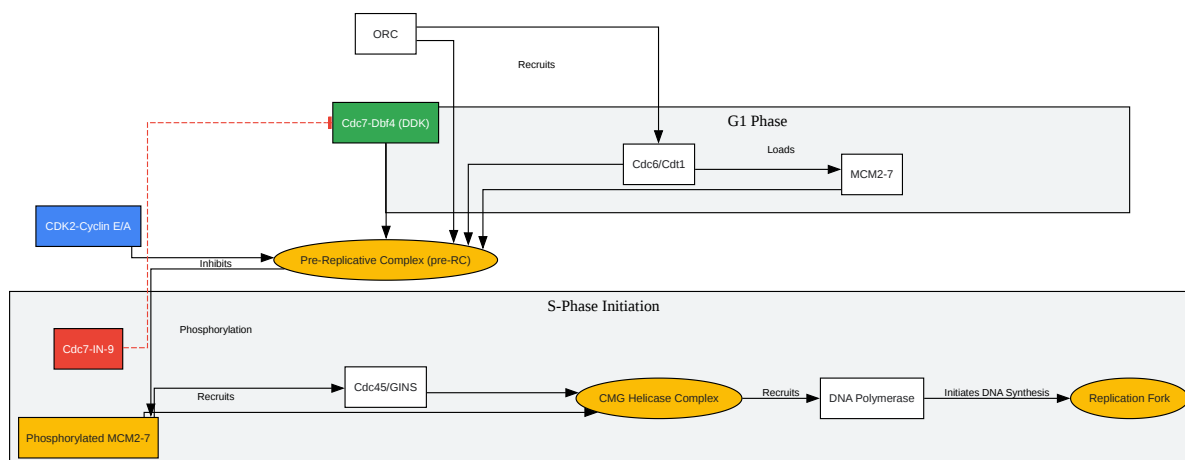 ORC
Recruits
Cdc7-Dbf4 (DDK)
G1 Phase
Loads
Cdc6/Cdt1
MCM2-7
CDK2-Cyclin E/A
Pre-Replicative Complex (pre-RC)
Inhibits
S-Phase Initiation
Phosphorylation
Cdc7-IN-9
Cdc45/GINS
Recruits
CMG Helicase Complex
Recruits
DNA Polymerase
Initiates DNA Synthesis
Replication Fork
Phosphorylated MCM2-7